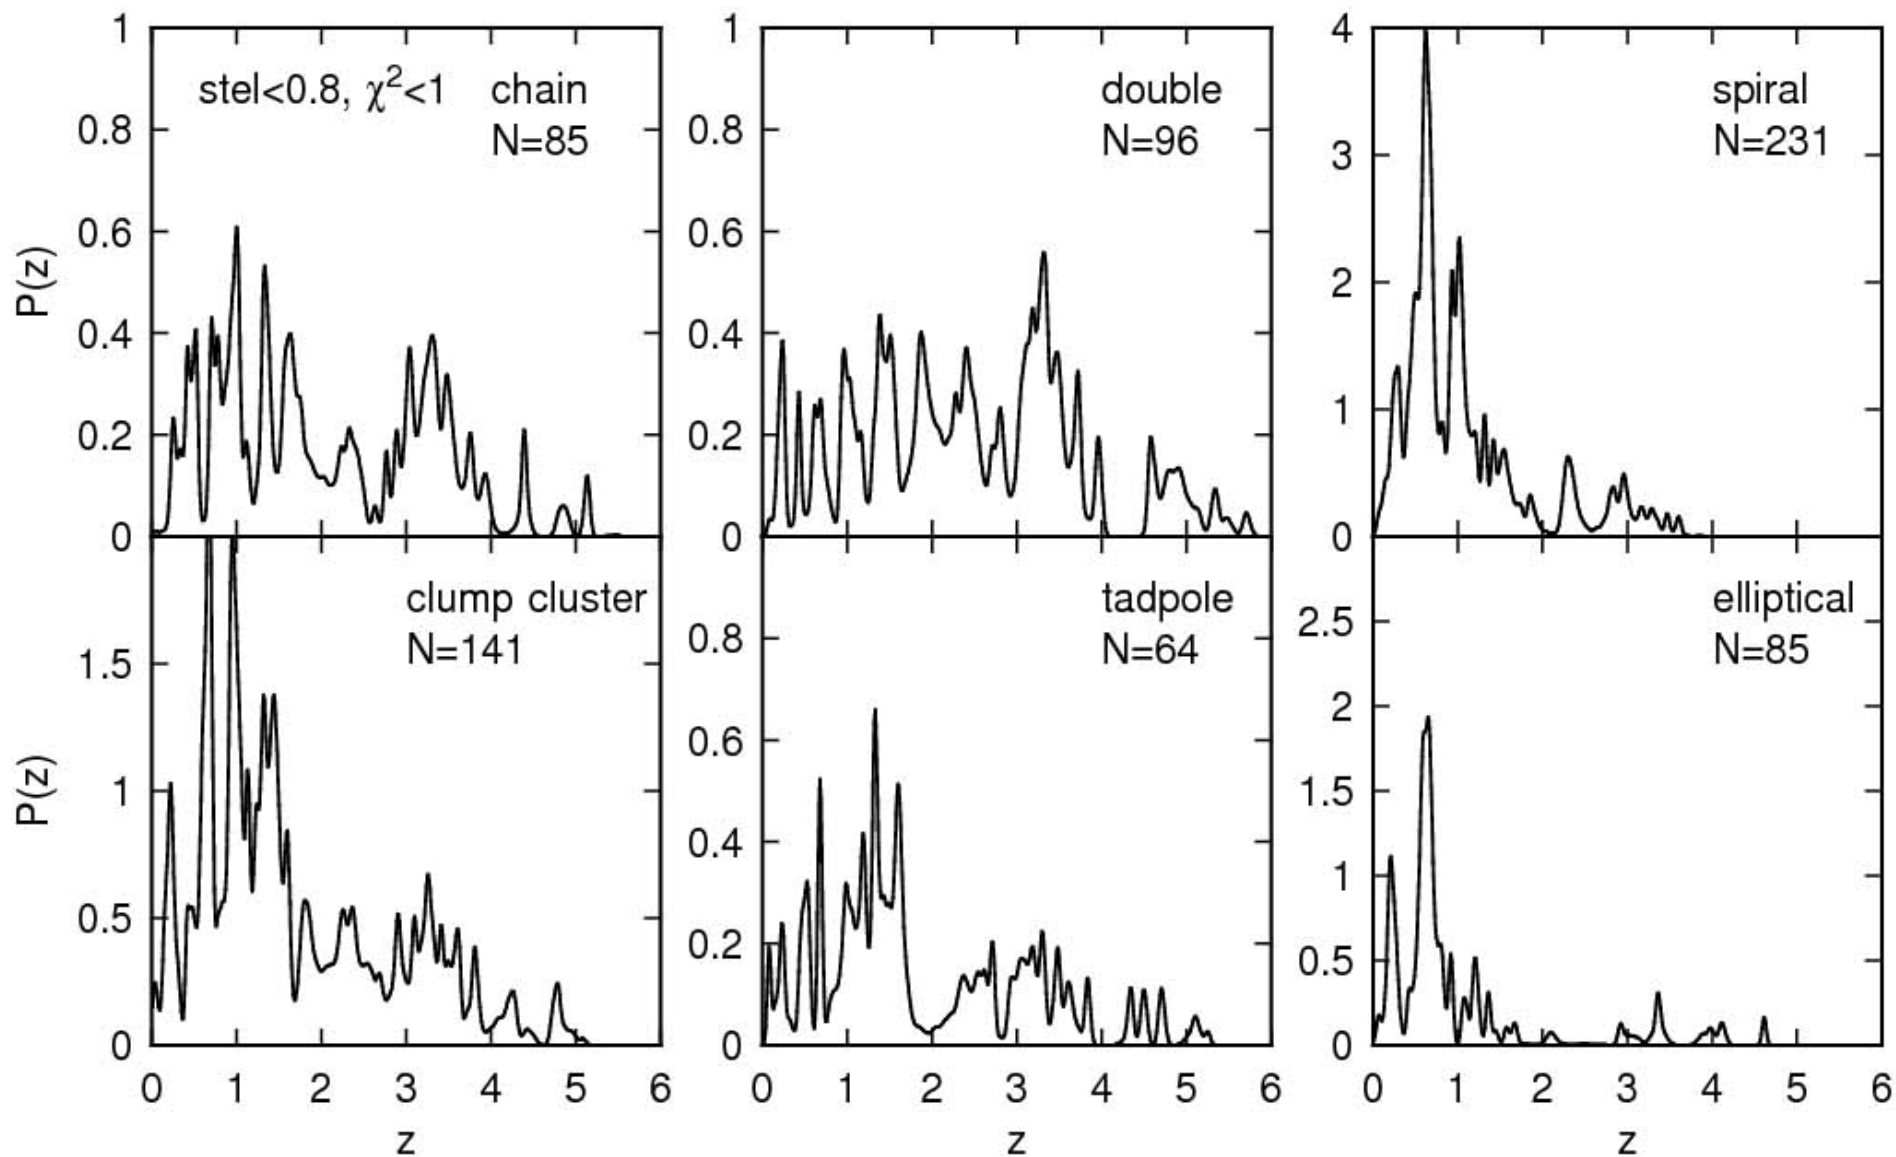 stel<0.8, χ²<1 chain
N=85
1
0.8
0.6
0.4
0.2
0
P(z)
double
N=96
1
0.8
0.6
0.4
0.2
0
spiral
N=231
4
3
2
1
0
clump cluster
N=141
1.5
1
0.5
0
P(z)
0 1 2 3 4 5 6
z
tadpole
N=64
0.8
0.6
0.4
0.2
0
0 1 2 3 4 5 6
z
elliptical
N=85
2.5
2
1.5
1
0.5
0
0 1 2 3 4 5 6
z